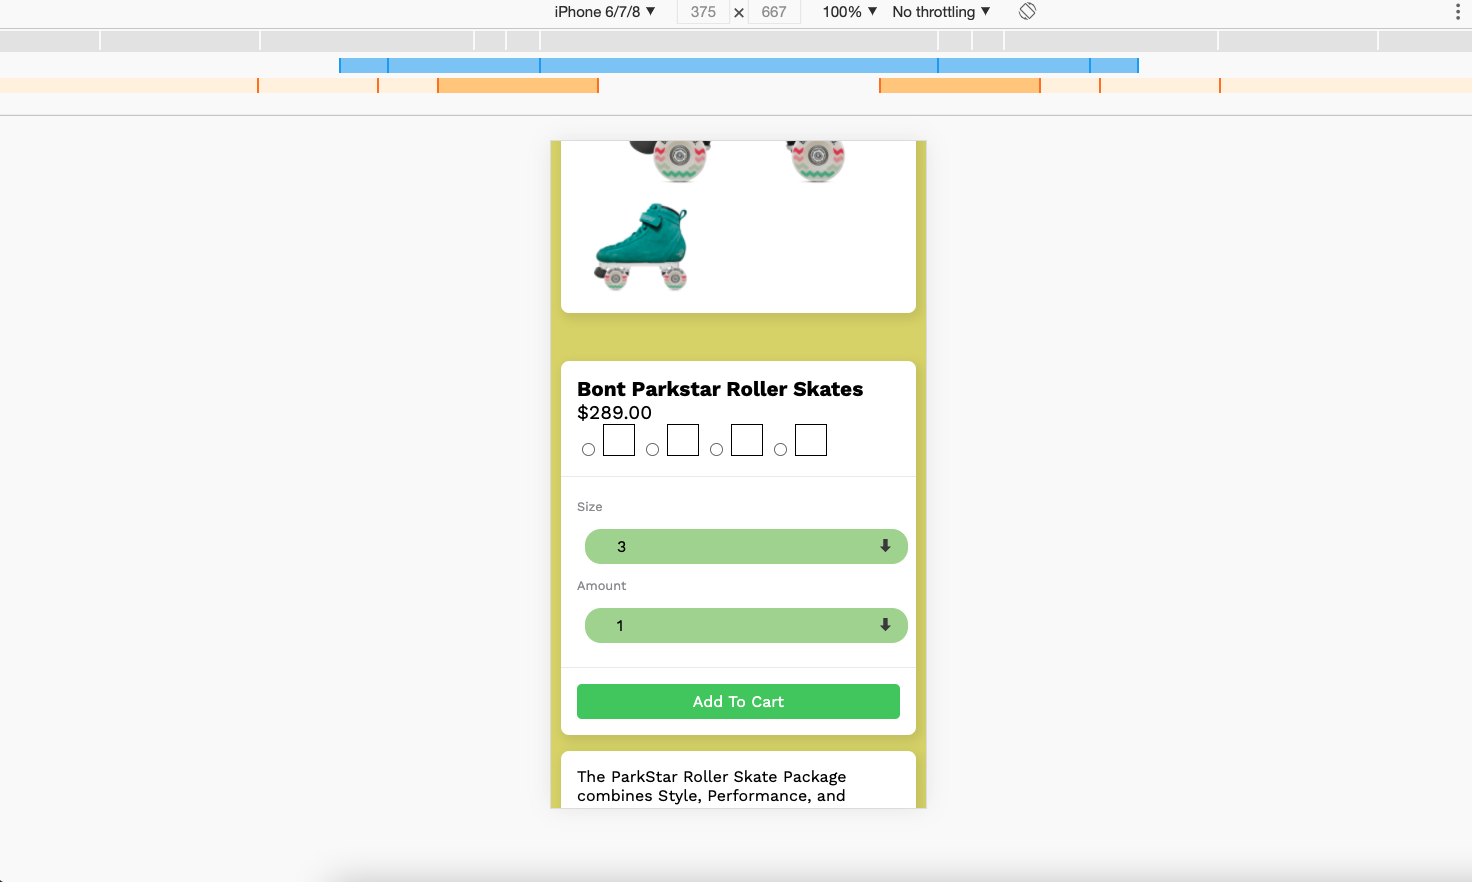 iPhone 6/7/8 ▼ 375 × 667 100% ▼ No throttling ▼
Bont Parkstar Roller Skates
$289.00
Size
3
Amount
1
Add To Cart
The ParkStar Roller Skate Package
combines Style, Performance, and